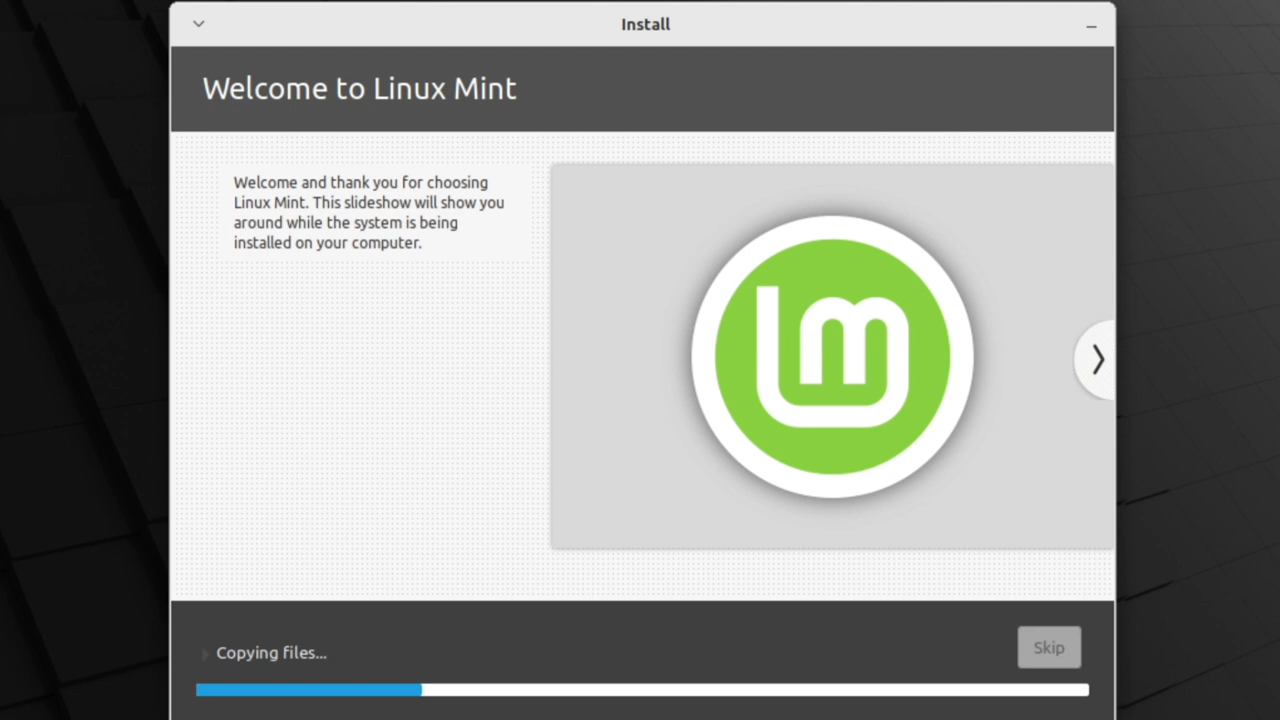 Install
Welcome to Linux Mint
Welcome and thank you for choosing
Linux Mint. This slideshow will show you
around while the system is being
installed on your computer.
lm
Copying files...
Skip